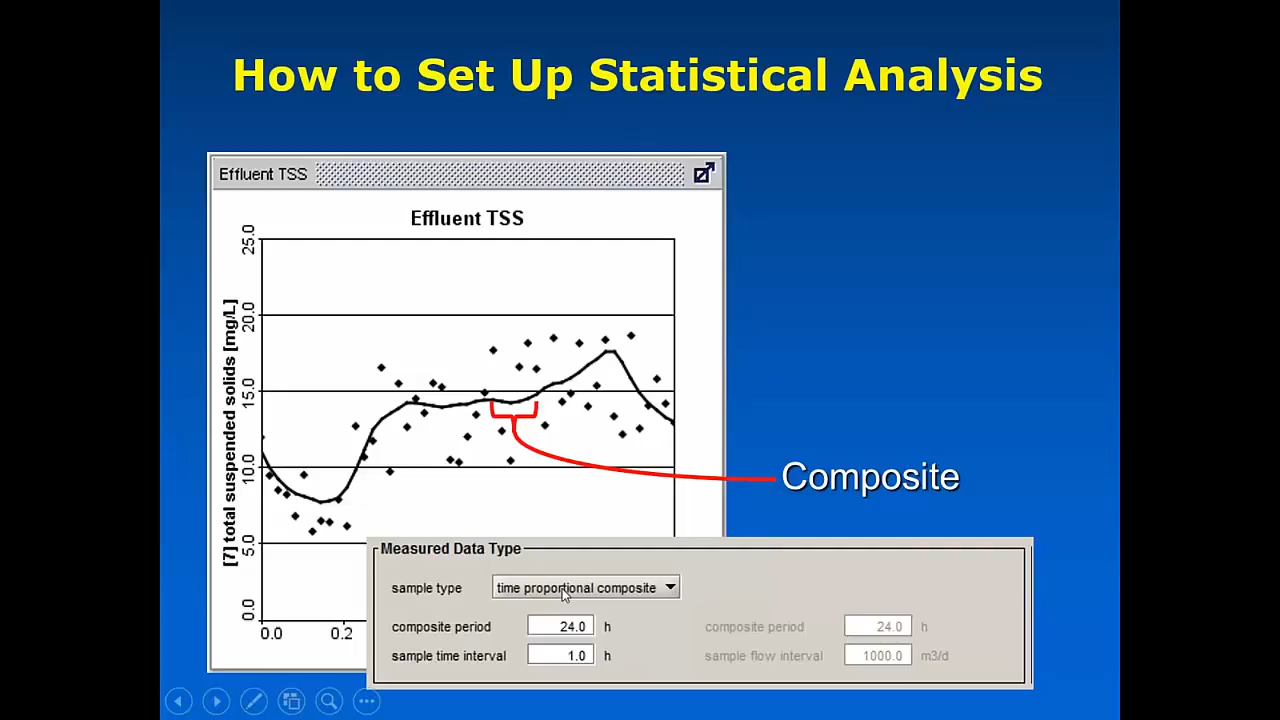 How to Set Up Statistical Analysis
Effluent TSS
Effluent TSS
[7] total suspended solids [mg/L]
25.0
20.0
15.0
10.0
5.0
0.0
0.0
0.2
Composite
Measured Data Type
sample type time proportional composite
composite period 24.0 h composite period 24.0 h
sample time interval 1.0 h sample flow interval 1000.0 m3/d